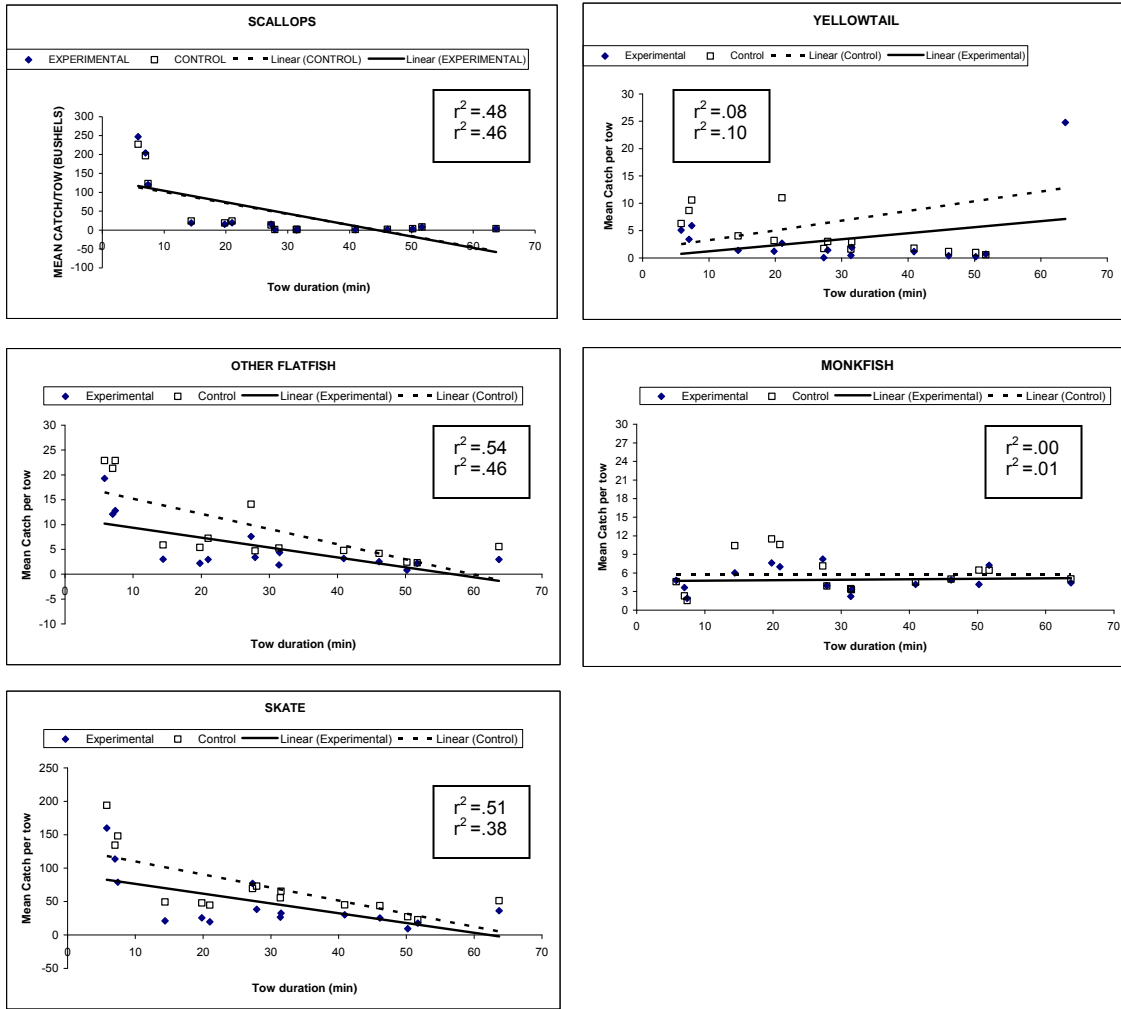 SCALLOPS
EXPERIMENTAL CONTROL Linear (CONTROL) Linear (EXPERIMENTAL)
r² =.48
r² =.46
MEAN CATCH/TOW (BUSHELS)
300
250
200
150
100
50
0
-50
-100
0 10 20 30 40 50 60 70
Tow duration (min)
YELLOWTAIL
Experimental Control Linear (Control) Linear (Experimental)
r² =.08
r² =.10
Mean Catch per tow
30
25
20
15
10
5
0
0 10 20 30 40 50 60 70
Tow duration (min)
OTHER FLATFISH
Experimental Control Linear (Experimental) Linear (Control)
r² =.54
r² =.46
Mean Catch per tow
30
25
20
15
10
5
0
-5
-10
0 10 20 30 40 50 60 70
Tow duration (min)
MONKFISH
Experimental Control Linear (Experimental) Linear (Control)
r² =.00
r² =.01
Mean Catch per tow
30
27
24
21
18
15
12
9
6
3
0
0 10 20 30 40 50 60 70
Tow duration (min)
SKATE
Experimental Control Linear (Experimental) Linear (Control)
r² =.51
r² =.38
Mean Catch per tow
250
200
150
100
50
0
-50
0 10 20 30 40 50 60 70
Tow duration (min)